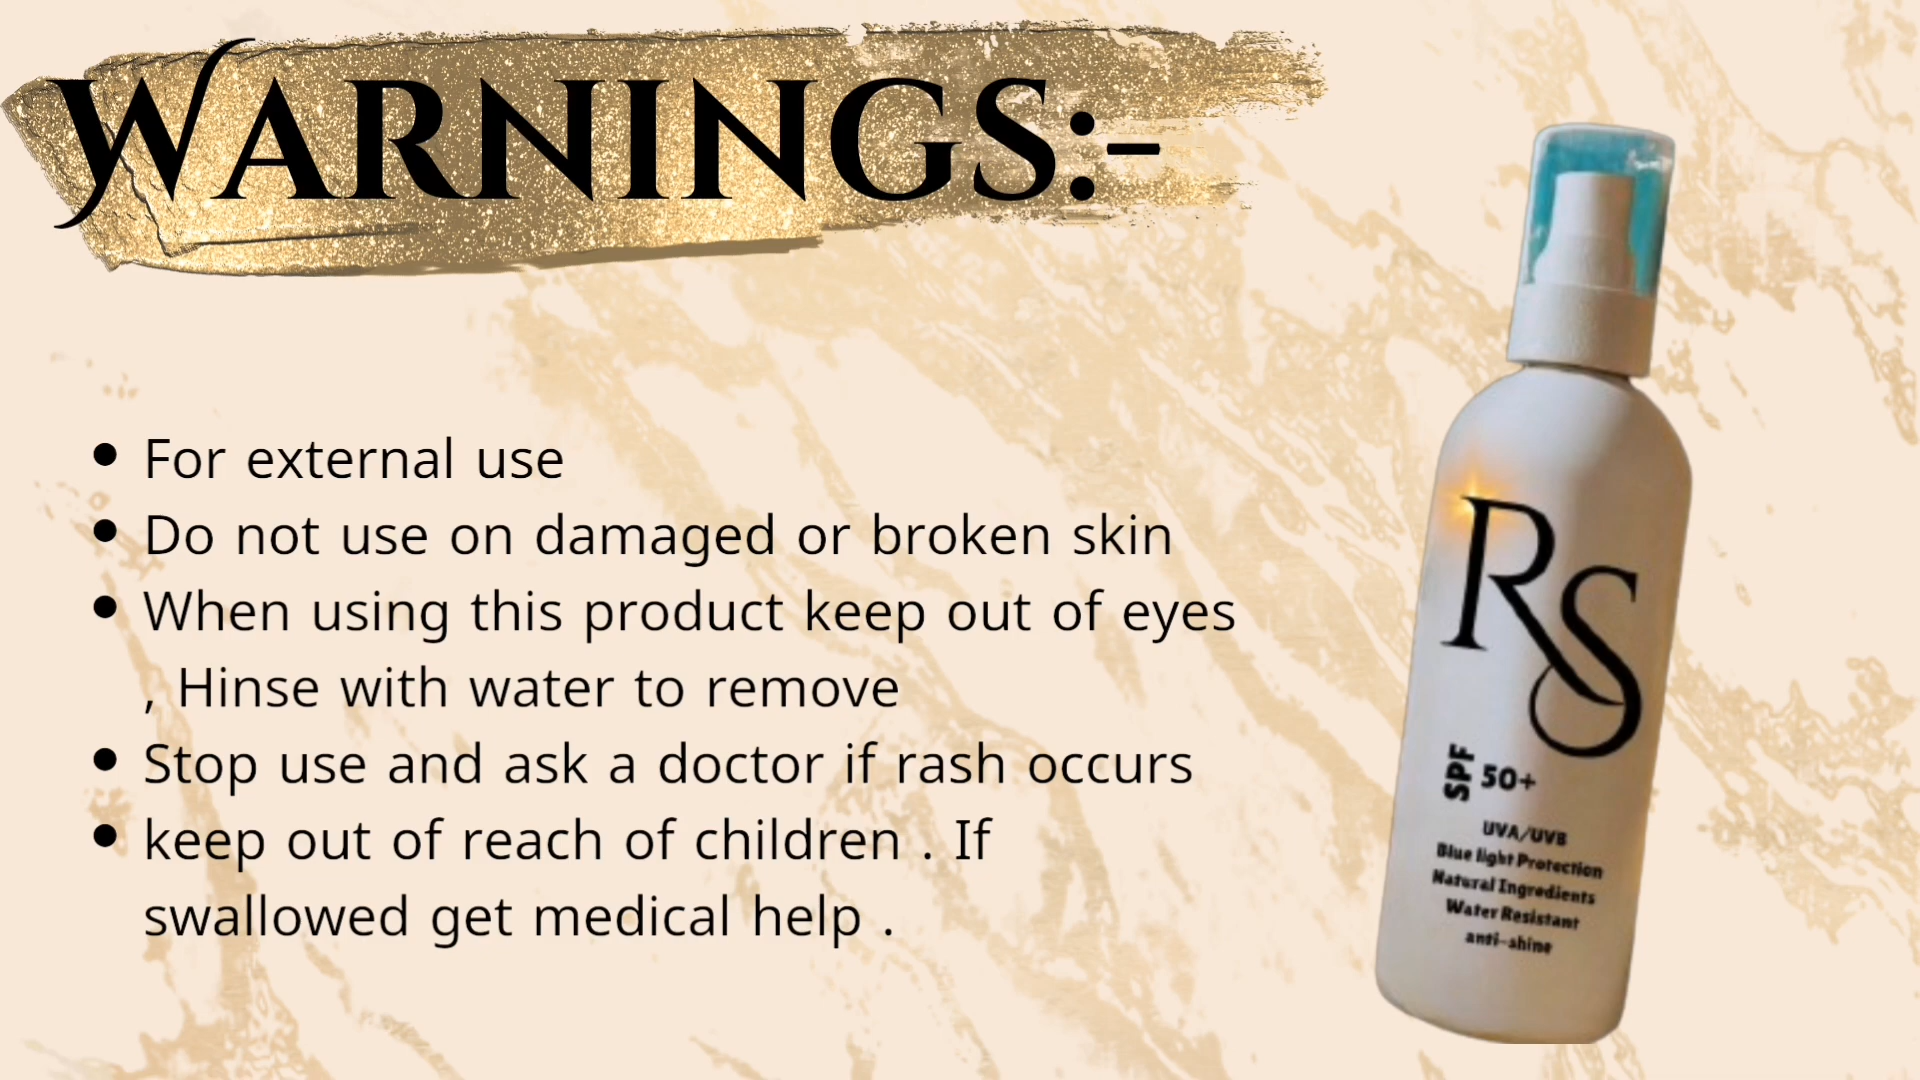 WARNINGS:-
• For external use
• Do not use on damaged or broken skin
• When using this product keep out of eyes
, Hinse with water to remove
• Stop use and ask a doctor if rash occurs
• keep out of reach of children . If
swallowed get medical help .
RS
SPF 50+
UVA/UVB
Blue light Protection
Natural Ingredients
Water Resistant
anti-shine